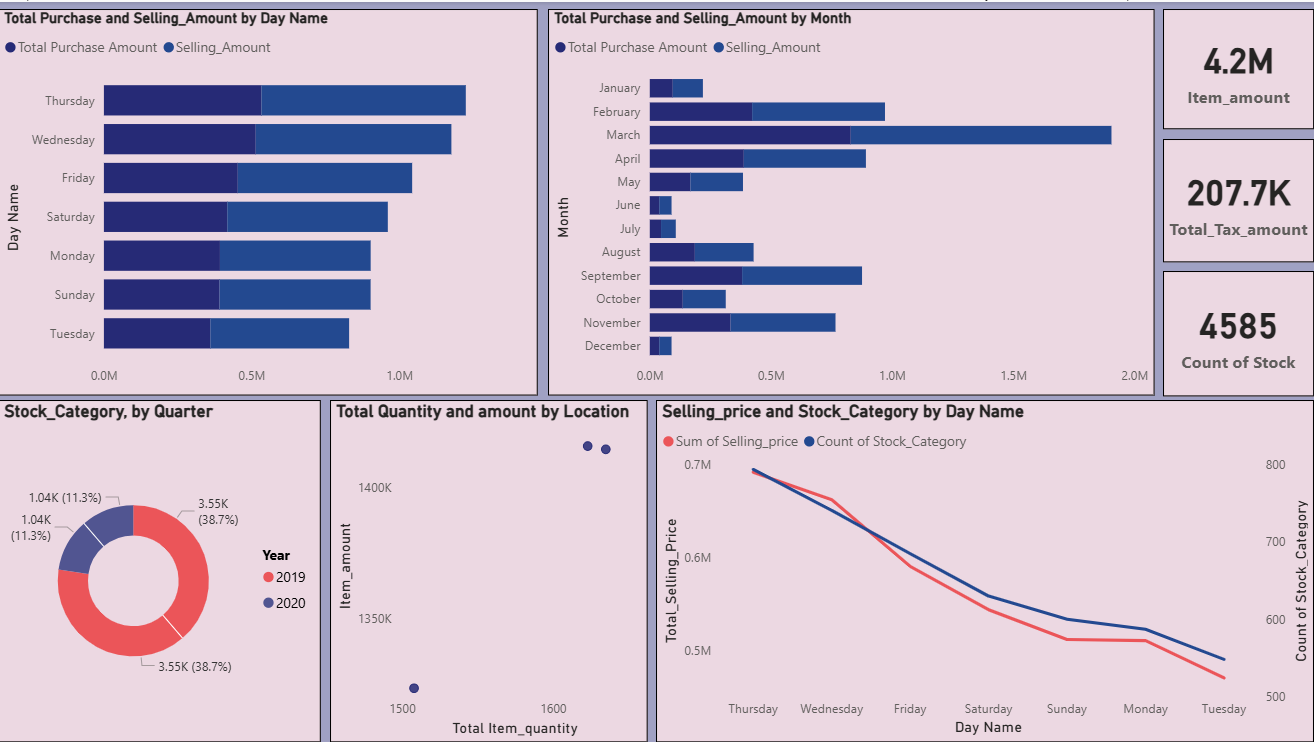 Total Purchase and Selling_Amount by Day Name
Total Purchase Amount Selling_Amount
Day Name
Thursday
Wednesday
Friday
Saturday
Monday
Sunday
Tuesday
0.0M 0.5M 1.0M
Total Purchase and Selling_Amount by Month
Total Purchase Amount Selling_Amount
Month
January
February
March
April
May
June
July
August
September
October
November
December
0.0M 0.5M 1.0M 1.5M 2.0M
4.2M
Item_amount
207.7K
Total_Tax_amount
4585
Count of Stock
Stock_Category, by Quarter
1.04K (11.3%)
1.04K
(11.3%)
3.55K
(38.7%)
3.55K (38.7%)
Year
2019
2020
Total Quantity and amount by Location
Item_amount
1400K
1350K
1500 1600
Total Item_quantity
Selling_price and Stock_Category by Day Name
Sum of Selling_price Count of Stock_Category
Total_Selling_Price
0.7M
0.6M
0.5M
800
700
600
500
Count of Stock_Category
Thursday Wednesday Friday Saturday Sunday Monday Tuesday
Day Name